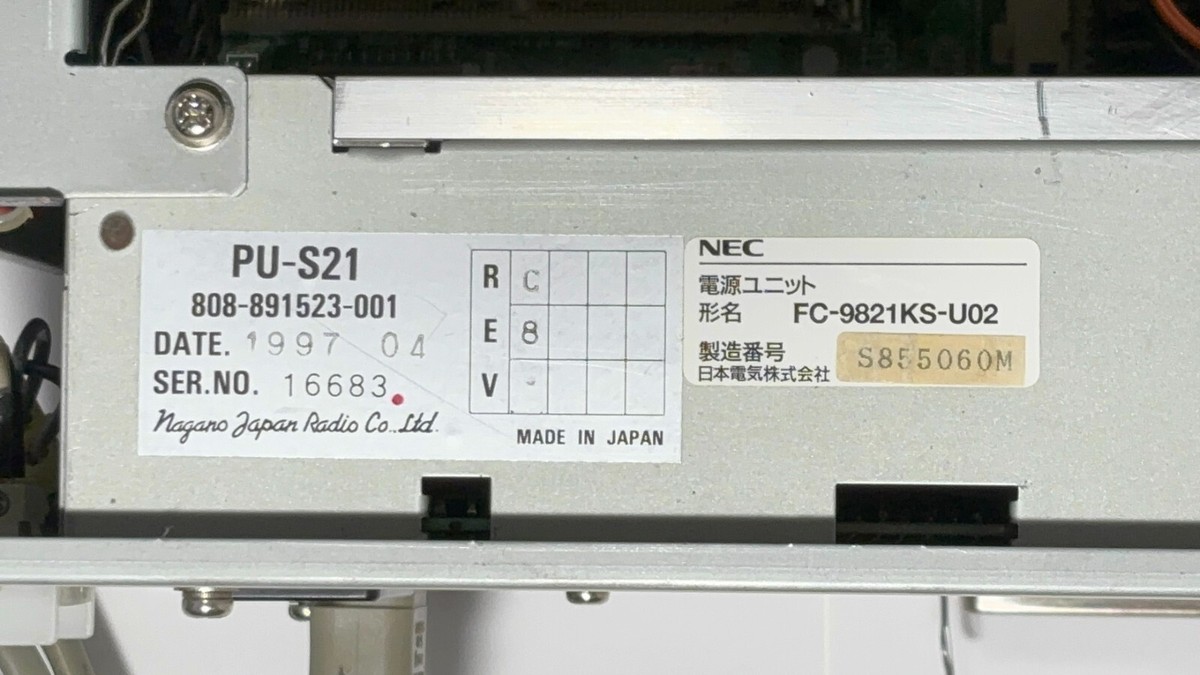 PU-S21
808-891523-001
DATE. 1997 04
SER.NO. 16683
Nagano Japan Radio Co., Ltd.
R C
E 8
V
MADE IN JAPAN
NEC
電源ユニット
形名 FC-9821KS-U02
製造番号 S855060M
日本電気株式会社